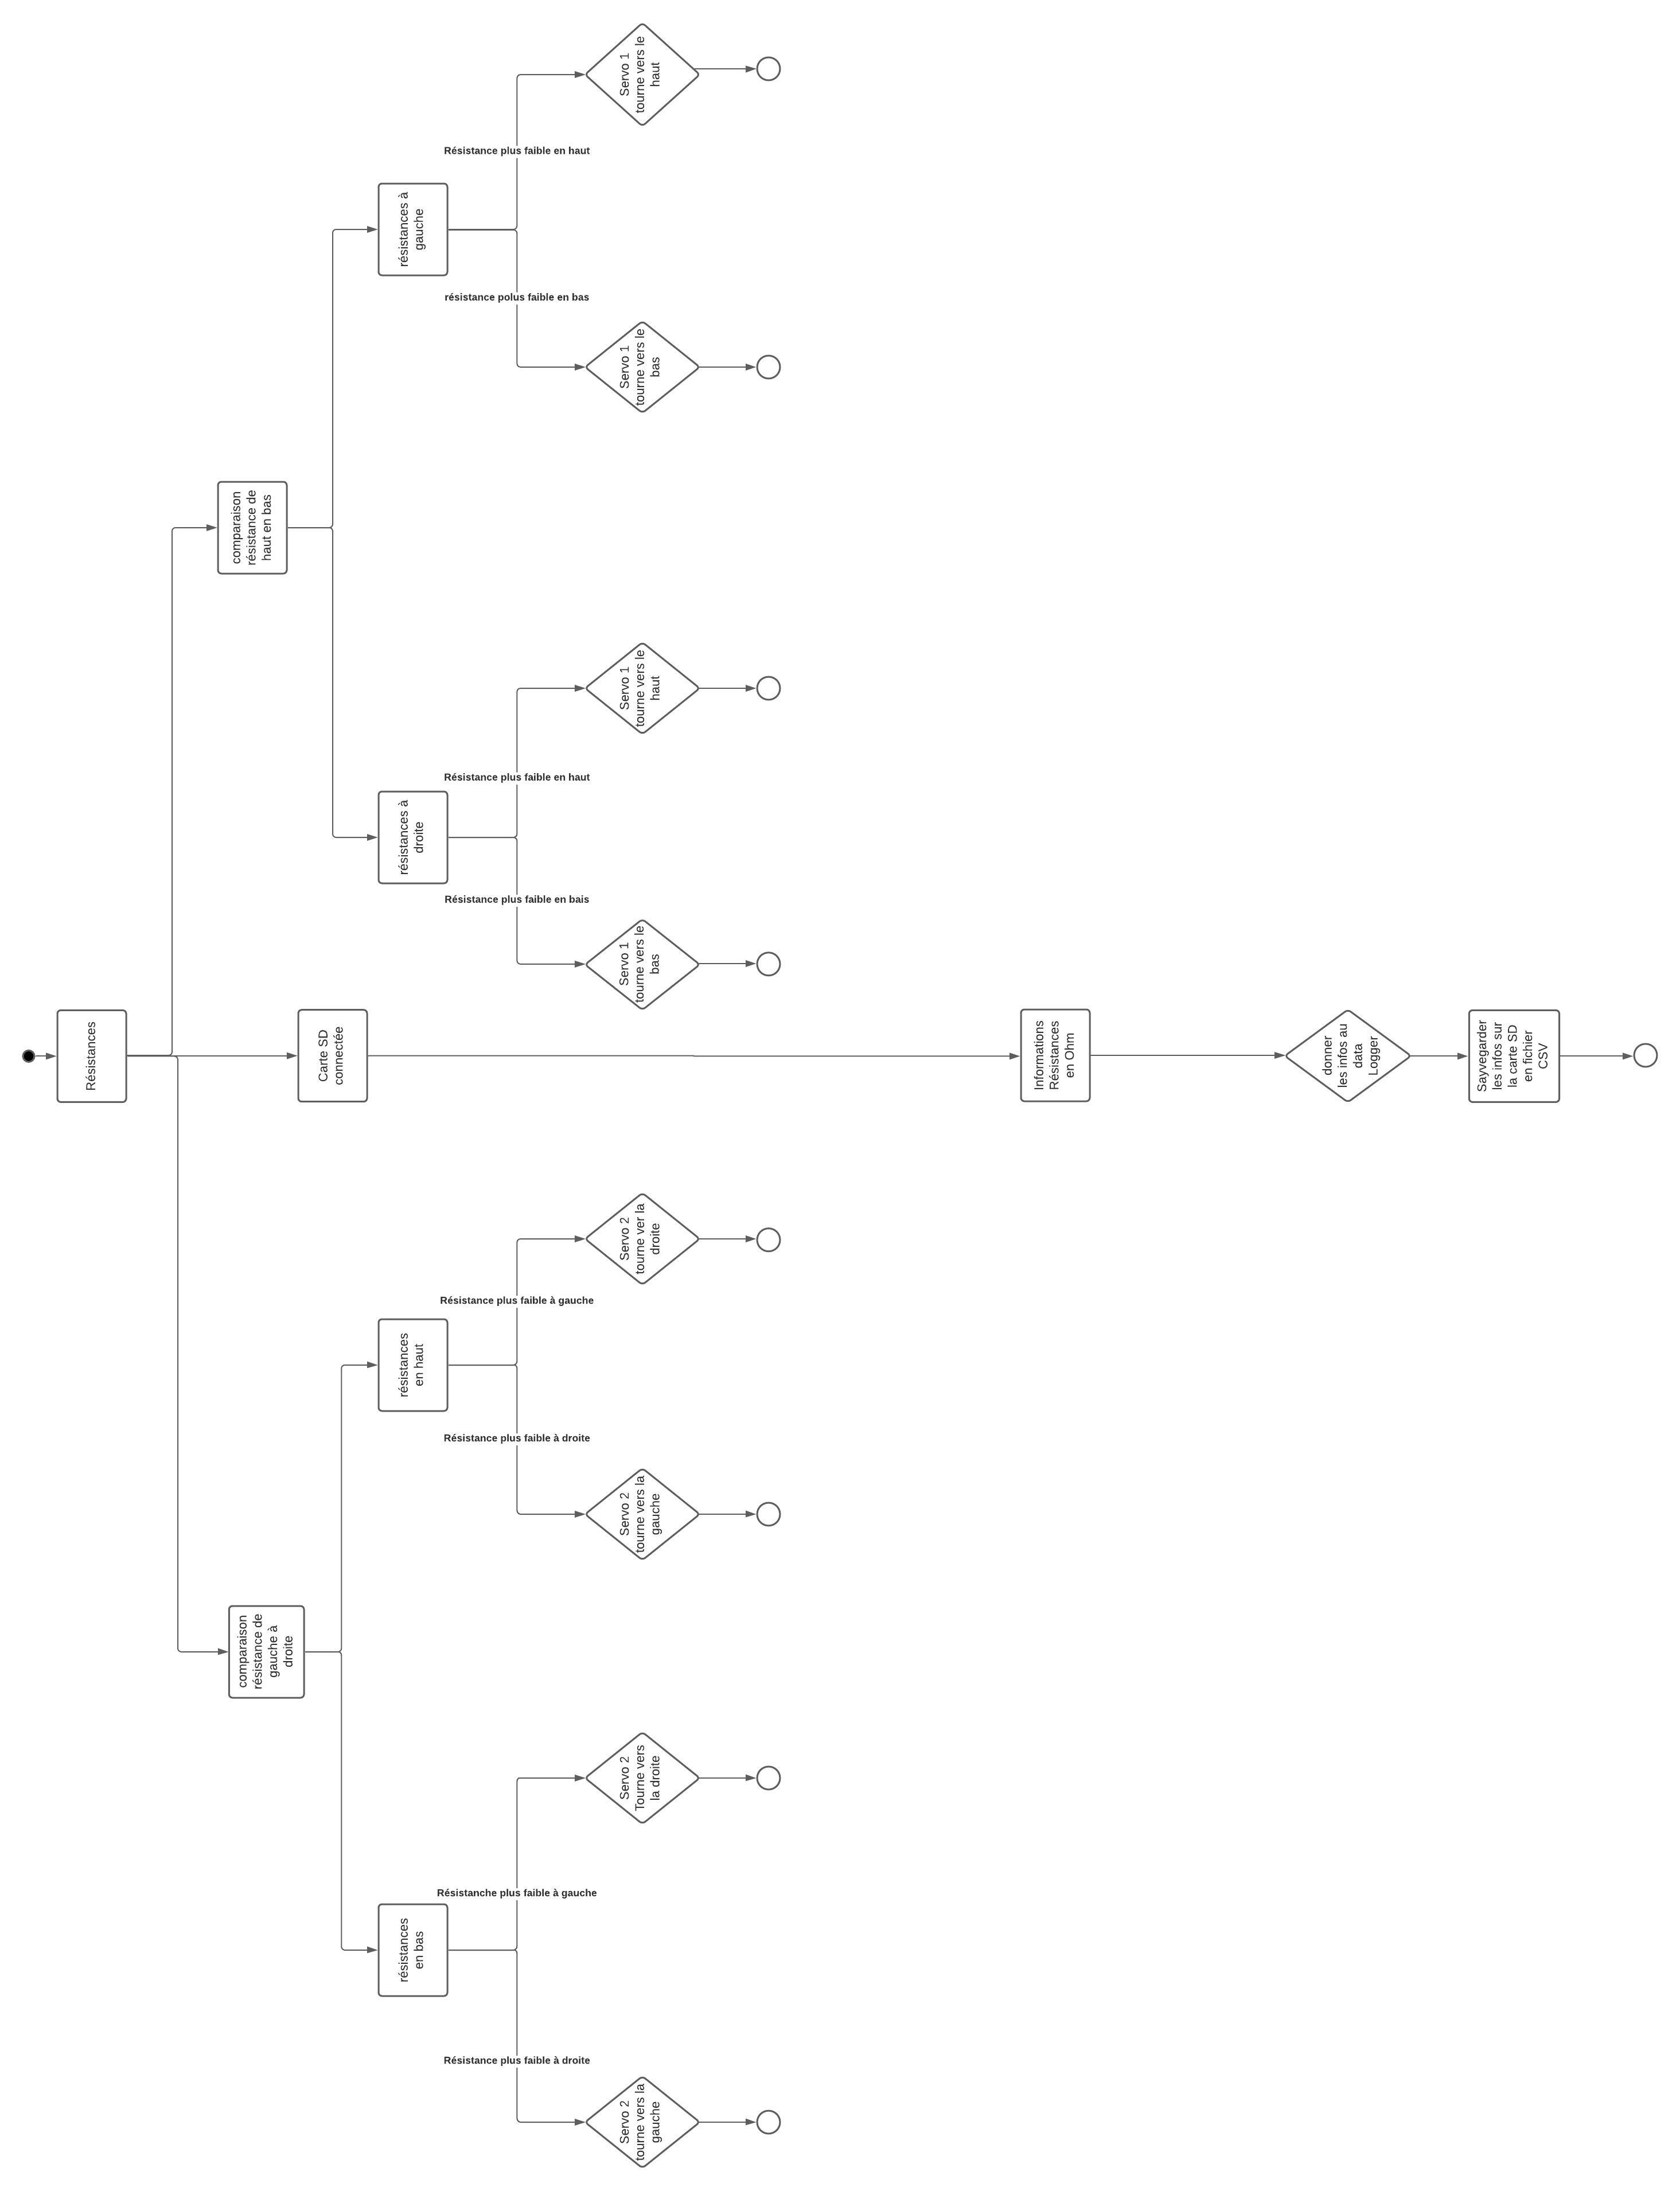 Servo 1
tourne vers le
haut
Résistance plus faible en haut
résistances à
gauche
résistance polus faible en bas
Servo 1
tourne vers le
bas
comparaison
résistance de
haut en bas
Servo 1
tourne vers le
haut
Résistance plus faible en haut
résistances à
droite
Résistance plus faible en bais
Servo 1
tourne vers le
bas
Résistances
Carte SD
connectée
Informations
Résistances
en Ohm
donner
les infos au
data
Logger
Sayvegarder
les infos sur
la carte SD
en fichier
CSV
Servo 2
tourne ver la
droite
Résistance plus faible à gauche
résistances
en haut
Résistance plus faible à droite
Servo 2
tourne vers la
gauche
comparaison
résistance de
gauche à
droite
Servo 2
Tourne vers
la droite
Résistanche plus faible à gauche
résistances
en bas
Résistance plus faible à droite
Servo 2
tourne vers la
gauche